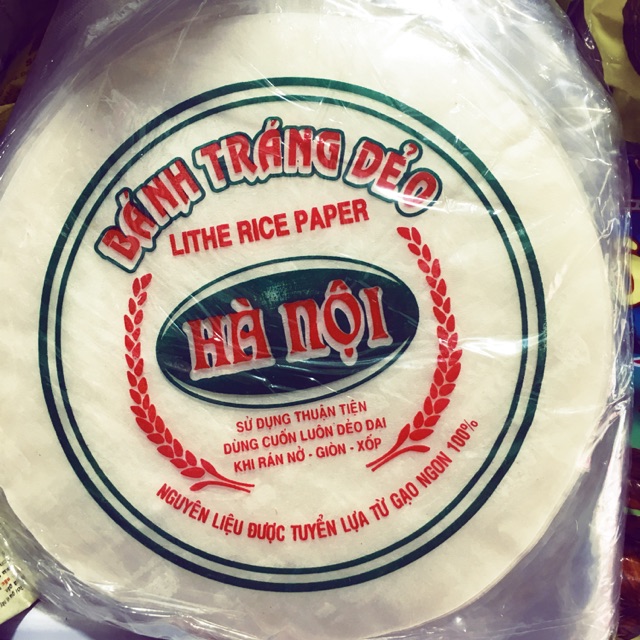 BÁNH TRÁNG DẺO
LITHE RICE PAPER
HÀ NỘI
SỬ DỤNG THUẬN TIỆN
DÙNG CUỐN LUÔN DẺO DAI
KHI RÁN NỞ - GIÒN - XỐP
NGUYÊN LIỆU ĐƯỢC TUYỂN LỰA TỪ GẠO NGON 100%